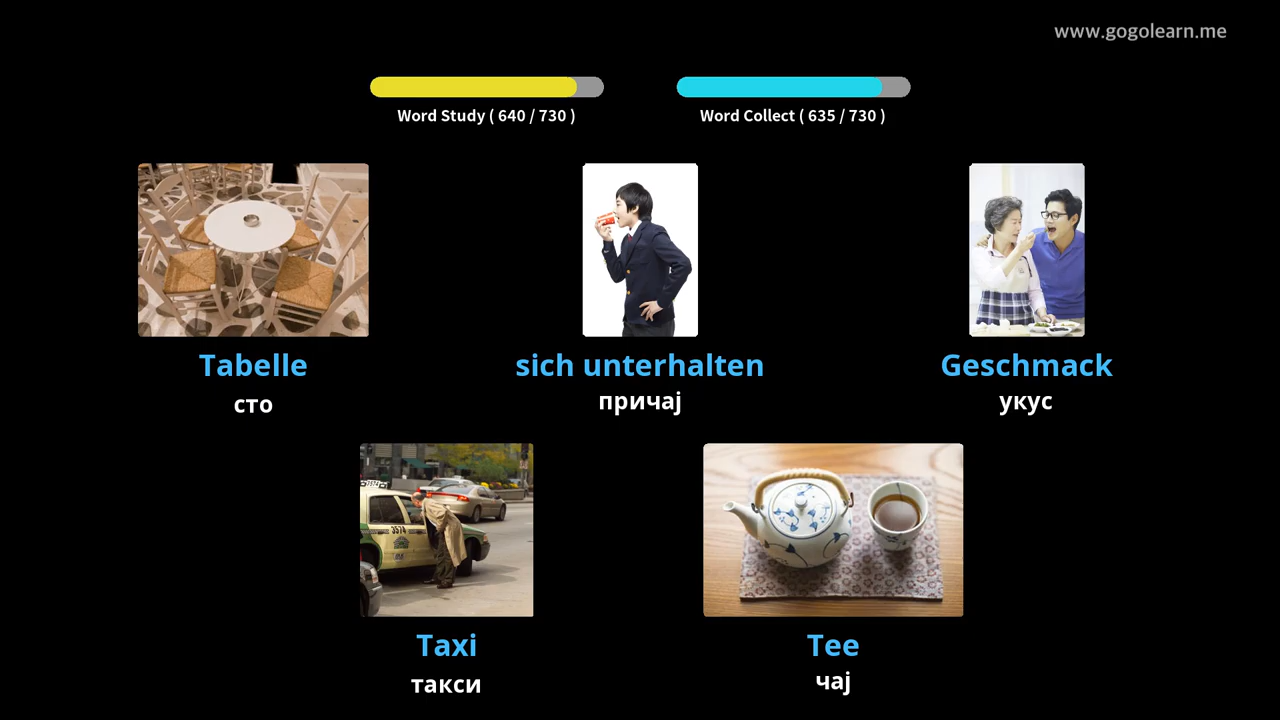 www.gogolearn.me
Word Study ( 640 / 730 )
Word Collect ( 635 / 730 )
Tabelle
сто
sich unterhalten
причај
Geschmack
укус
3574
Taxi
такси
Tee
чај